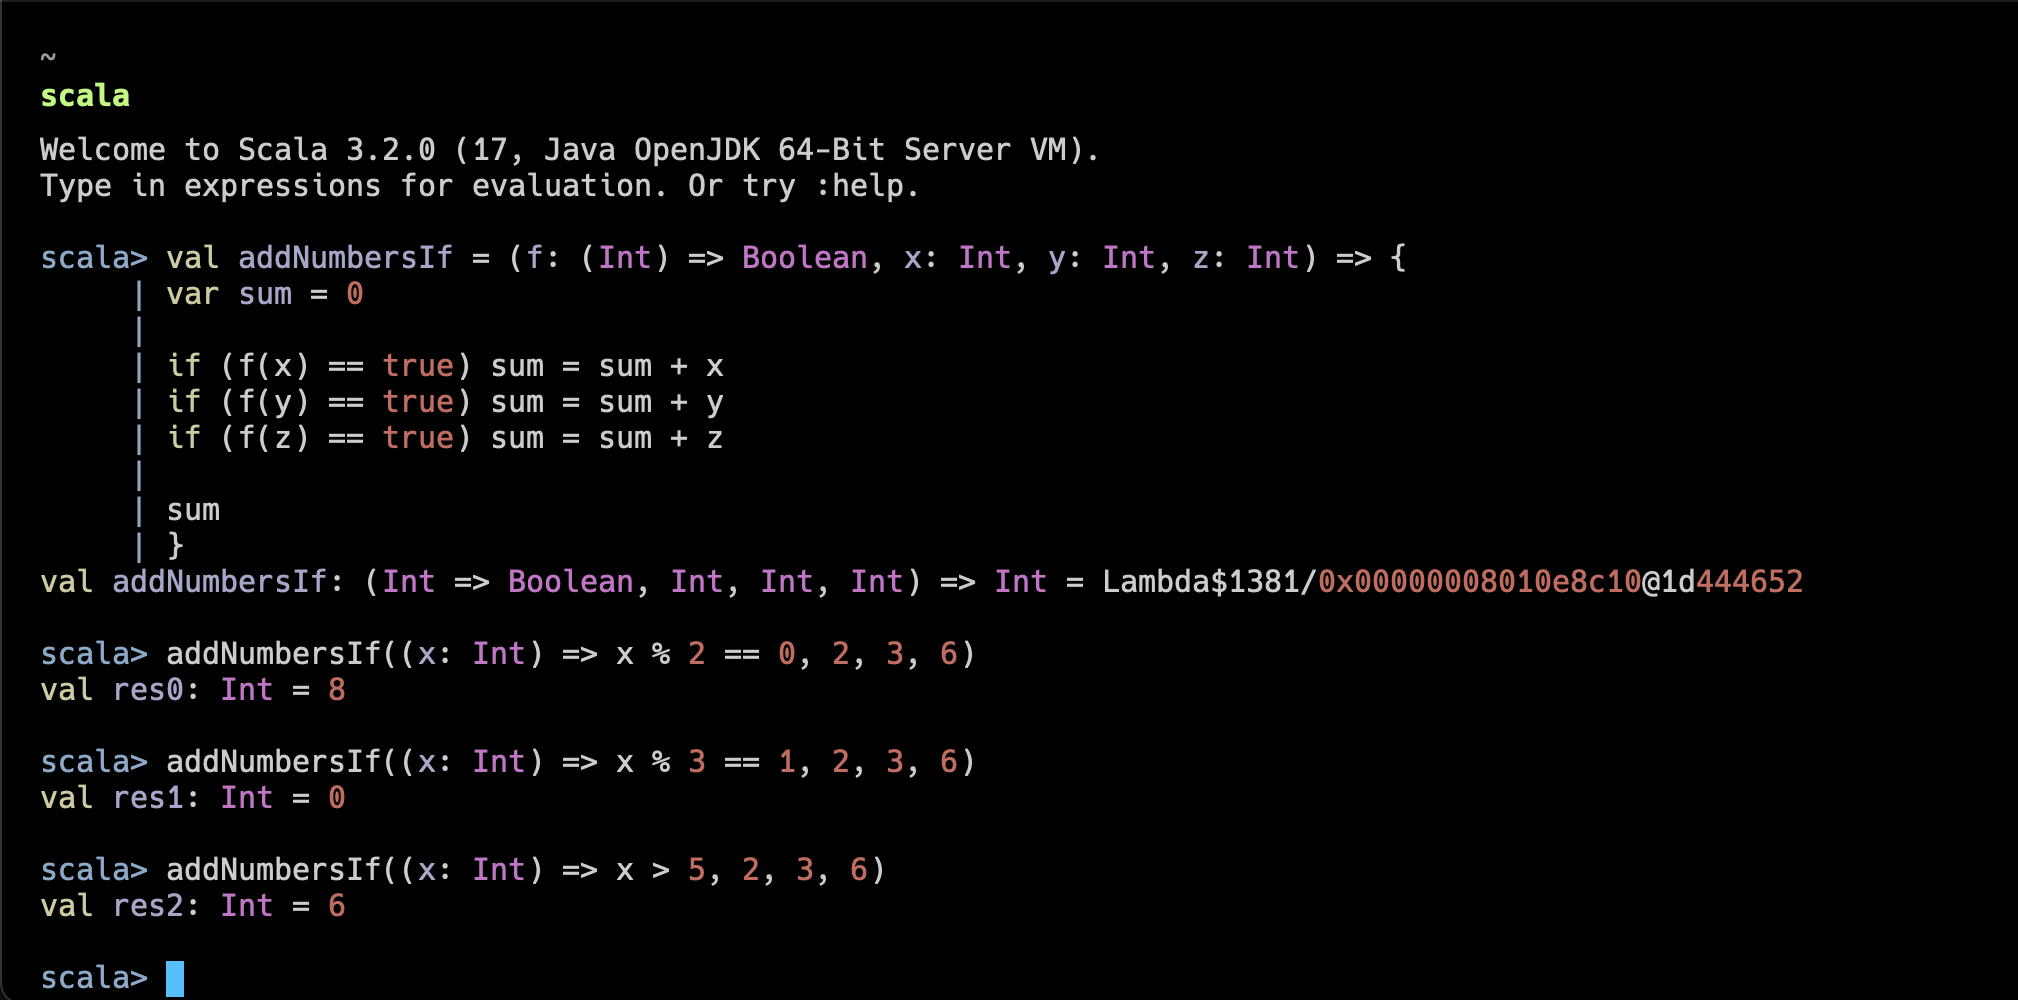 ~
scala
Welcome to Scala 3.2.0 (17, Java OpenJDK 64-Bit Server VM).
Type in expressions for evaluation. Or try :help.

scala> val addNumbersIf = (f: (Int) => Boolean, x: Int, y: Int, z: Int) => {
     | var sum = 0
     |
     | if (f(x) == true) sum = sum + x
     | if (f(y) == true) sum = sum + y
     | if (f(z) == true) sum = sum + z
     |
     | sum
     | }
val addNumbersIf: (Int => Boolean, Int, Int, Int) => Int = Lambda$1381/0x00000008010e8c10@1d444652

scala> addNumbersIf((x: Int) => x % 2 == 0, 2, 3, 6)
val res0: Int = 8

scala> addNumbersIf((x: Int) => x % 3 == 1, 2, 3, 6)
val res1: Int = 0

scala> addNumbersIf((x: Int) => x > 5, 2, 3, 6)
val res2: Int = 6

scala>